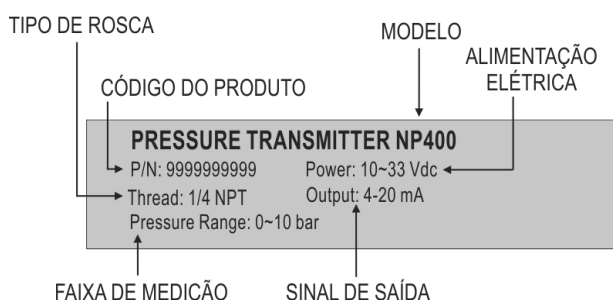 TIPO DE ROSCA
MODELO
ALIMENTAÇÃO
ELÉTRICA
CÓDIGO DO PRODUTO
PRESSURE TRANSMITTER NP400
P/N: 9999999999
Power: 10~33 Vdc
Thread: 1/4 NPT
Output: 4-20 mA
Pressure Range: 0~10 bar
FAIXA DE MEDIÇÃO
SINAL DE SAÍDA